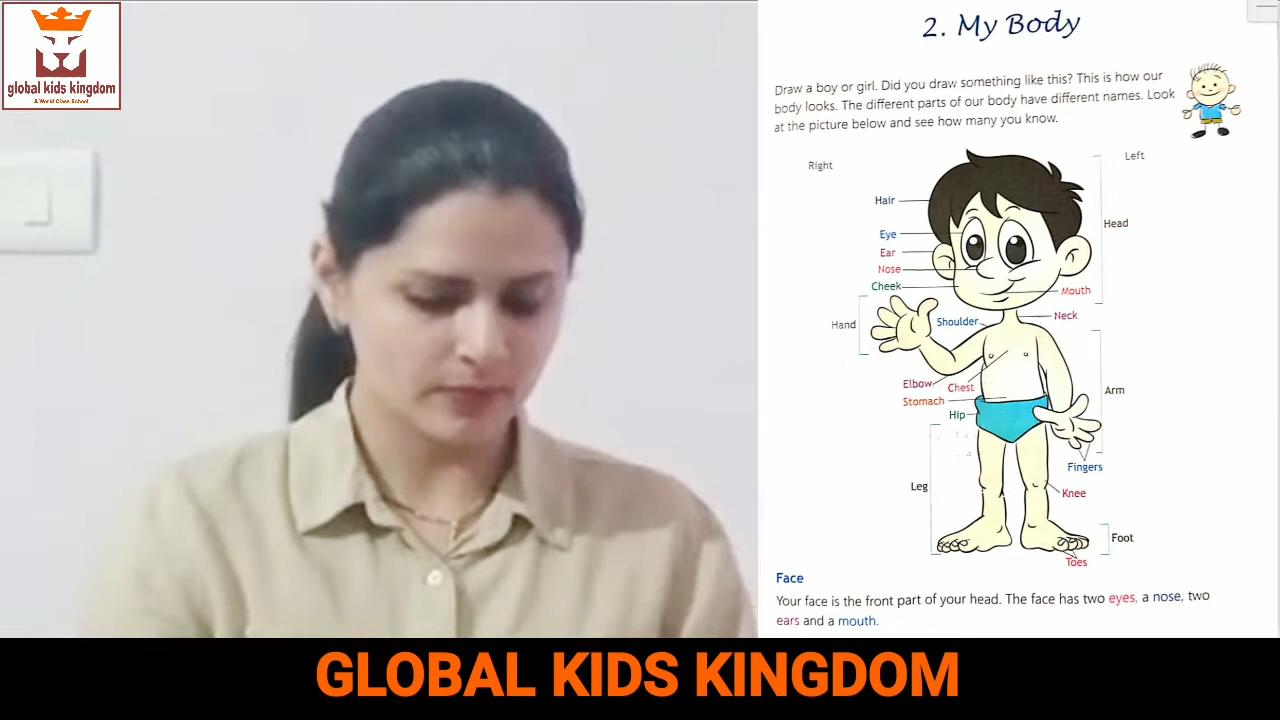 global kids kingdom
A World Class School
2. My Body
Draw a boy or girl. Did you draw something like this? This is how our
body looks. The different parts of our body have different names. Look
at the picture below and see how many you know.
Right
Left
Hair
Head
Eye
Ear
Nose
Cheek
Mouth
Neck
Hand
Shoulder
Elbow
Chest
Arm
Stomach
Hip
Fingers
Leg
Knee
Foot
Toes
Face
Your face is the front part of your head. The face has two eyes, a nose, two
ears and a mouth.
GLOBAL KIDS KINGDOM